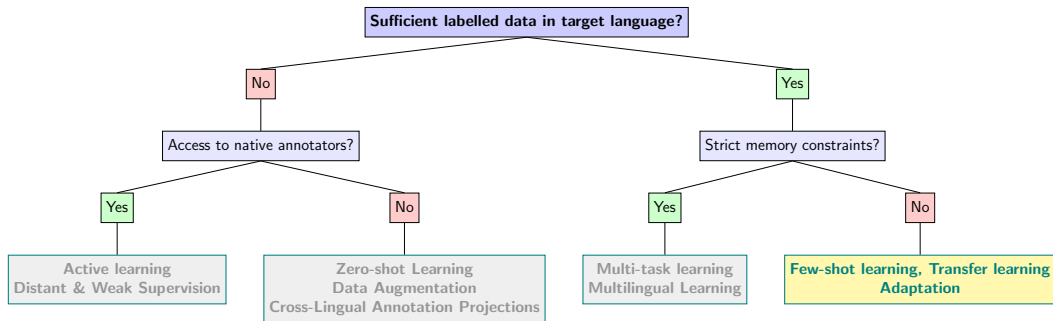 Sufficient labelled data in target language?
No
Yes
Access to native annotators?
Strict memory constraints?
Yes
No
Yes
No
Active learning
Distant & Weak Supervision
Zero-shot Learning
Data Augmentation
Cross-Lingual Annotation Projections
Multi-task learning
Multilingual Learning
Few-shot learning, Transfer learning
Adaptation